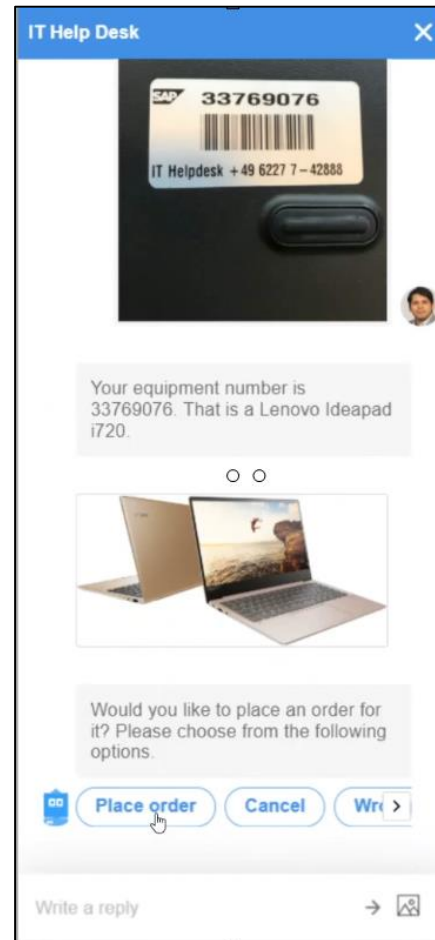 IT Help Desk
SAP 33769076
IT Helpdesk +49 6227 7-42888
Your equipment number is
33769076. That is a Lenovo Ideapad
i720.
Would you like to place an order for
it? Please choose from the following
options.
Place order Cancel
Write a reply